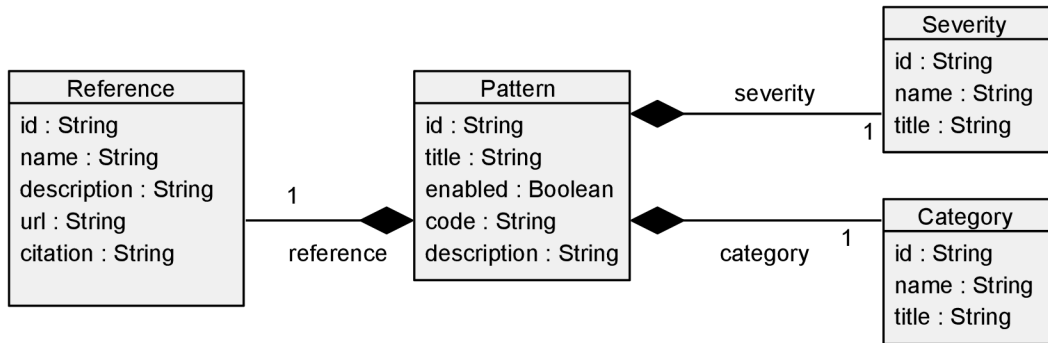 Reference
id : String
name : String
description : String
url : String
citation : String
1
reference
Pattern
id : String
title : String
enabled : Boolean
code : String
description : String
severity
1
category
1
Severity
id : String
name : String
title : String
Category
id : String
name : String
title : String